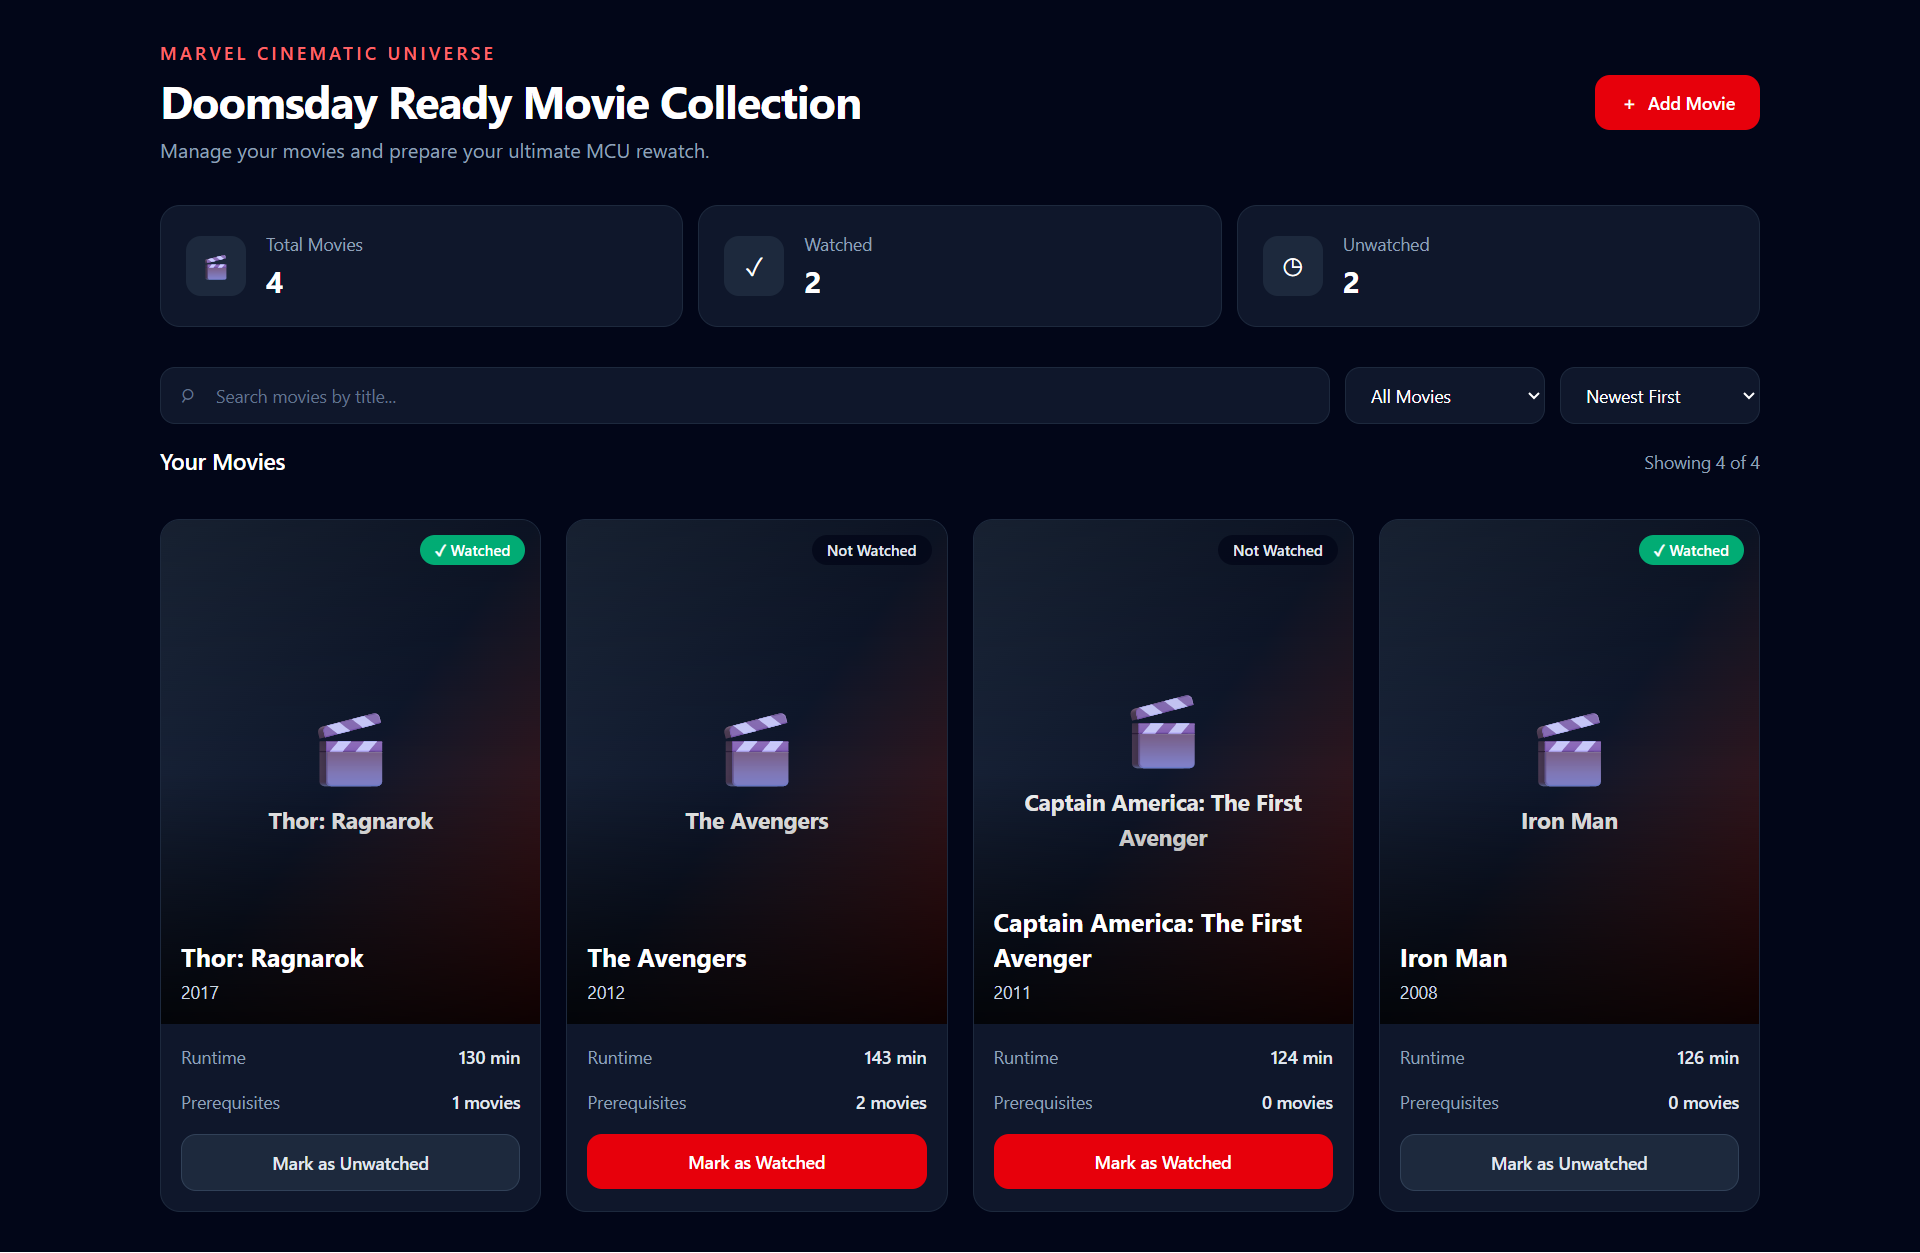 MARVEL CINEMATIC UNIVERSE
Doomsday Ready Movie Collection
Manage your movies and prepare your ultimate MCU rewatch.
+ Add Movie
Total Movies
4
Watched
2
Unwatched
2
Search movies by title...
All Movies
Newest First
Your Movies
Showing 4 of 4
✓ Watched
Thor: Ragnarok
Thor: Ragnarok
2017
Runtime 130 min
Prerequisites 1 movies
Mark as Unwatched
Not Watched
The Avengers
The Avengers
2012
Runtime 143 min
Prerequisites 2 movies
Mark as Watched
Not Watched
Captain America: The First
Avenger
Captain America: The First
Avenger
2011
Runtime 124 min
Prerequisites 0 movies
Mark as Watched
✓ Watched
Iron Man
Iron Man
2008
Runtime 126 min
Prerequisites 0 movies
Mark as Unwatched